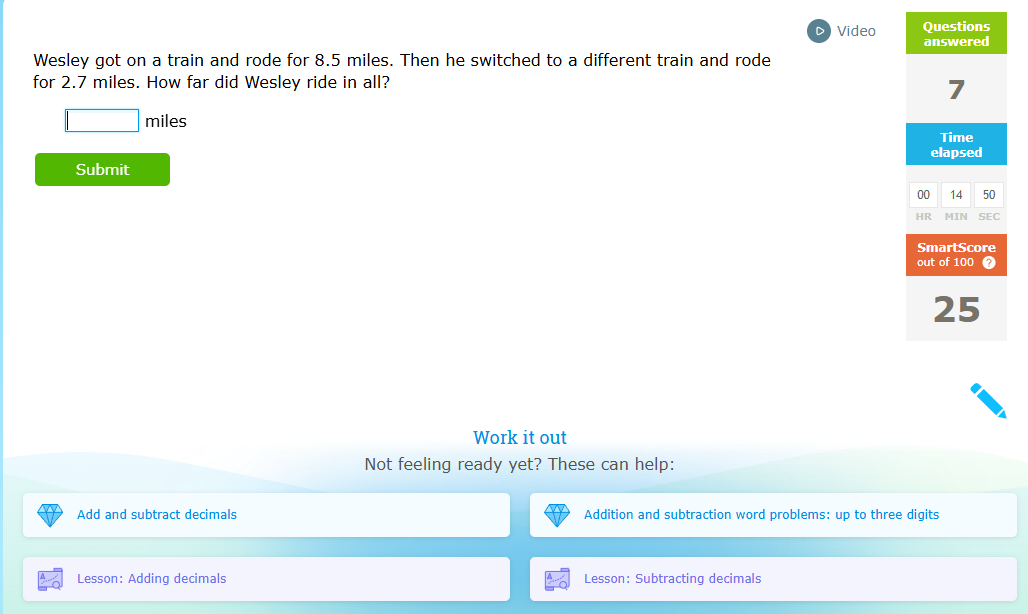 Video
Wesley got on a train and rode for 8.5 miles. Then he switched to a different train and rode
for 2.7 miles. How far did Wesley ride in all?
miles
Submit
Questions
answered
7
Time
elapsed
00 14 50
HR MIN SEC
SmartScore
out of 100 ?
25
Work it out
Not feeling ready yet? These can help:
Add and subtract decimals
Addition and subtraction word problems: up to three digits
Lesson: Adding decimals
Lesson: Subtracting decimals